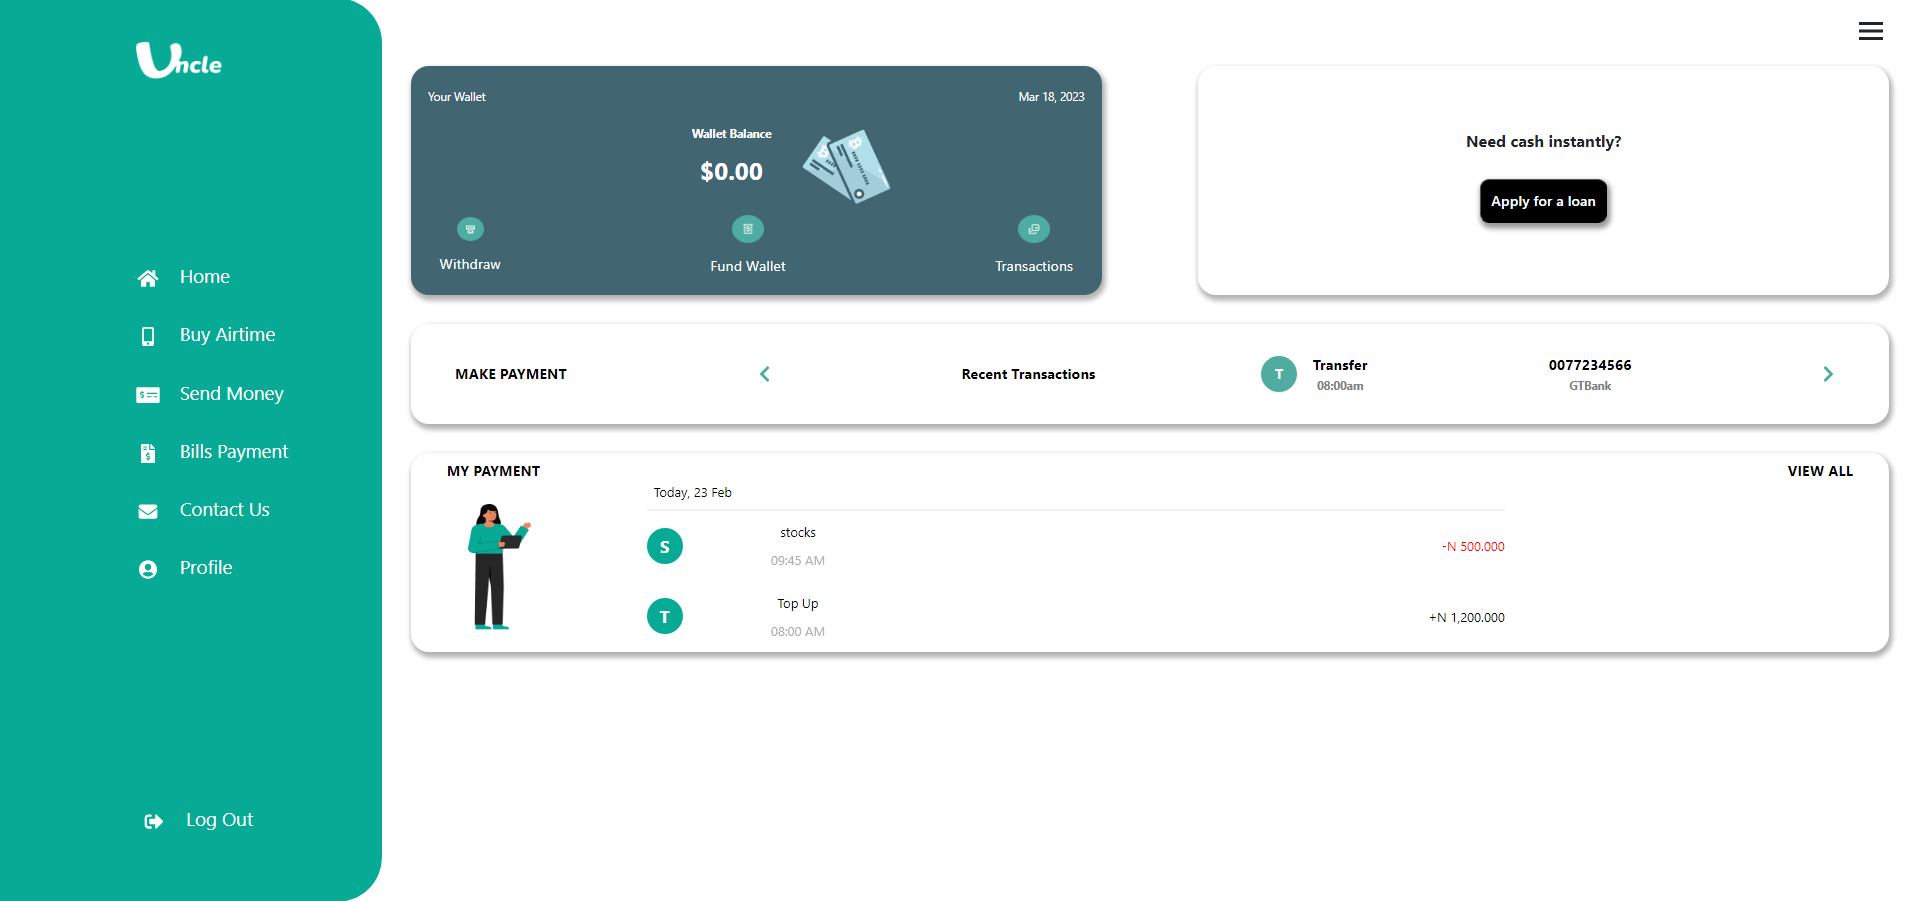 Uncle
Home
Buy Airtime
Send Money
Bills Payment
Contact Us
Profile
Log Out
Your Wallet
Mar 18, 2023
Wallet Balance
$0.00
Withdraw
Fund Wallet
Transactions
Need cash instantly?
Apply for a loan
MAKE PAYMENT
Recent Transactions
T
Transfer
08:00am
0077234566
GTBank
MY PAYMENT
VIEW ALL
Today, 23 Feb
S
stocks
09:45 AM
-N 500.000
T
Top Up
08:00 AM
+N 1,200.000